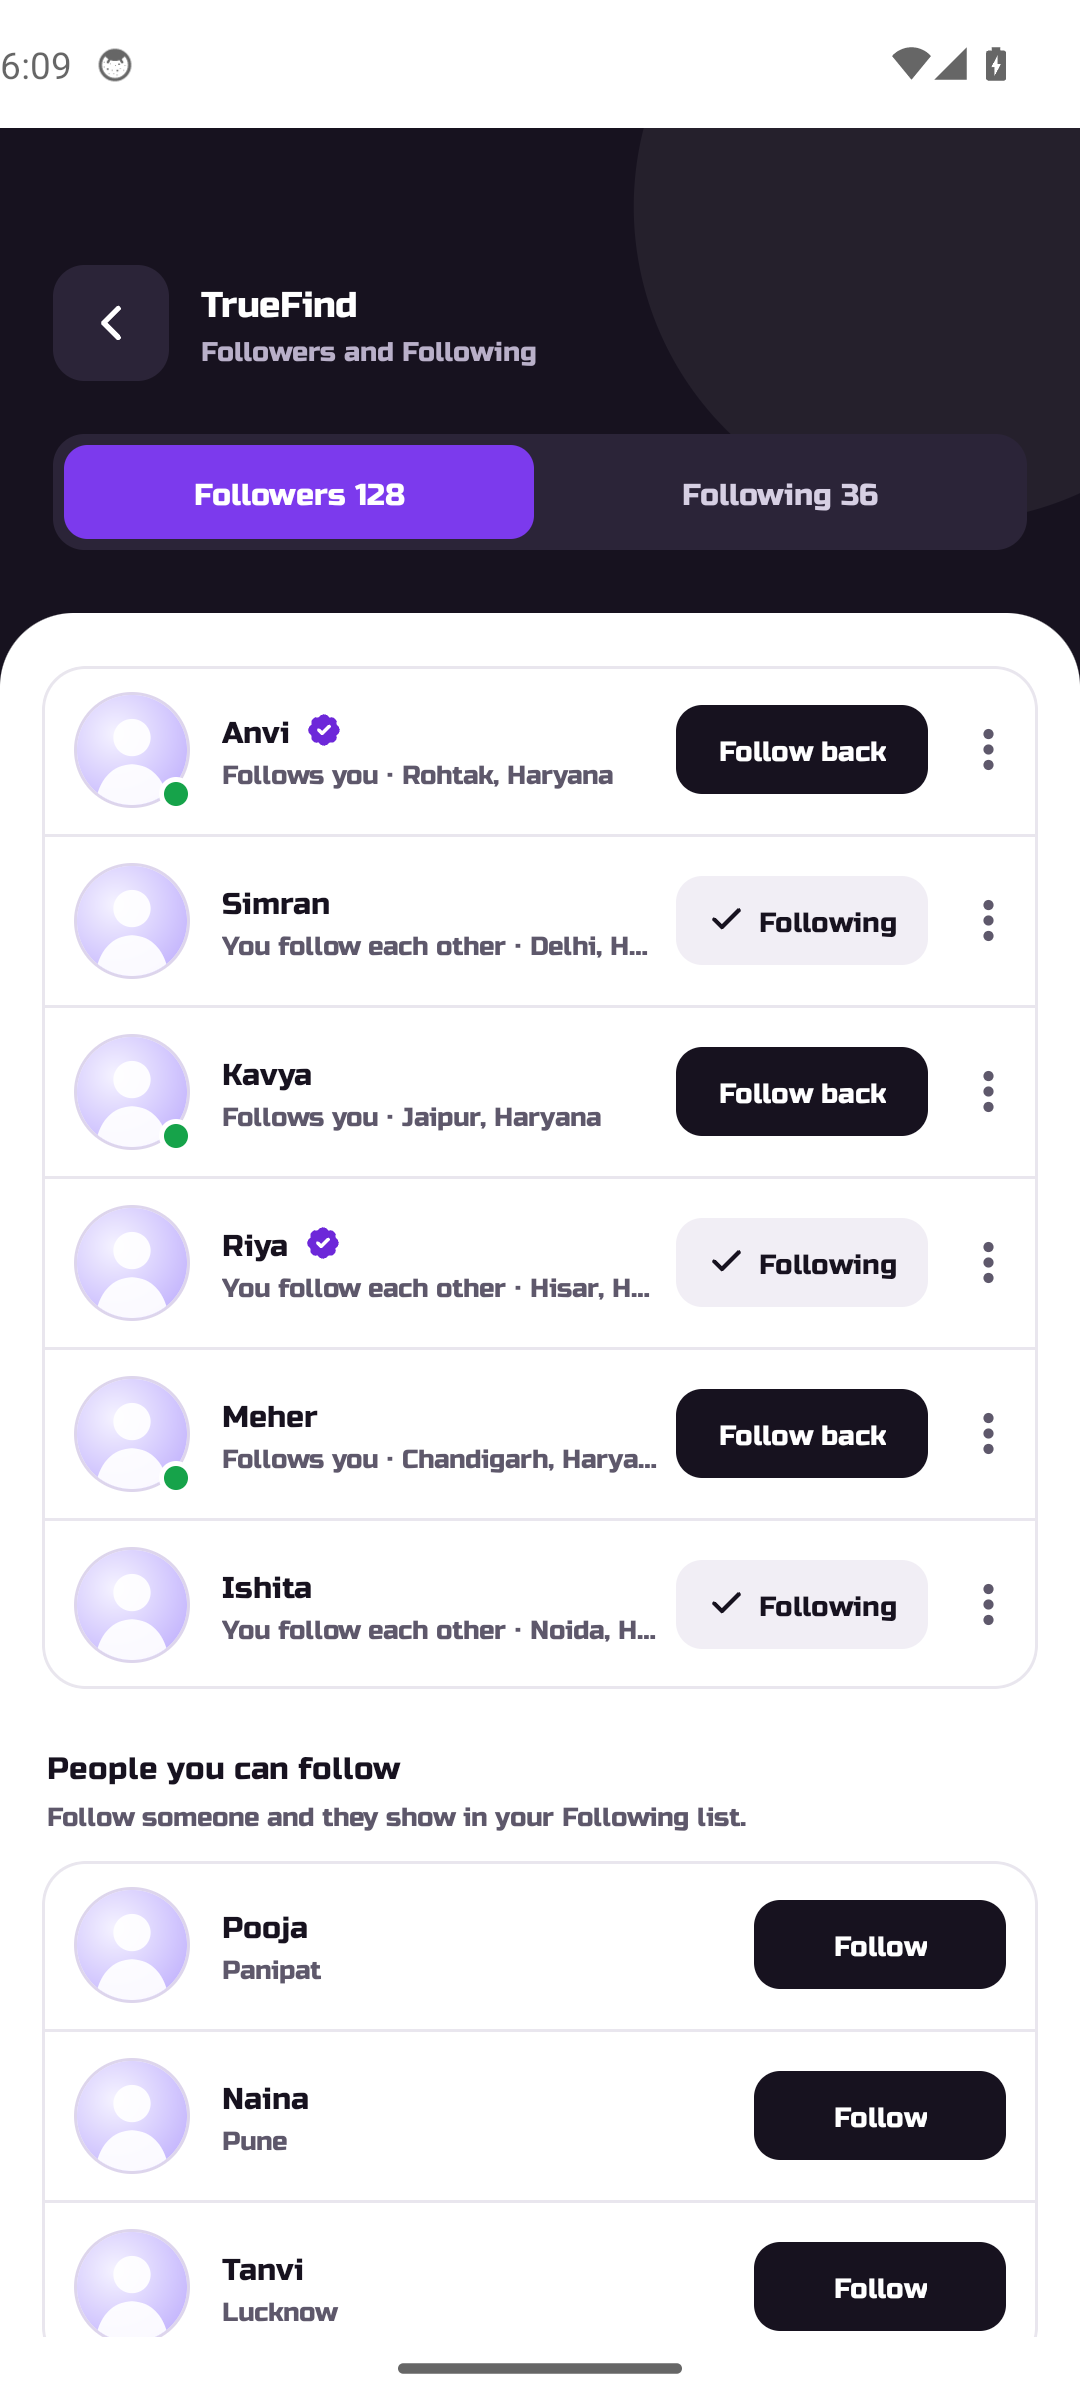 6:09
TrueFind
Followers and Following
Followers 128
Following 36
Anvi
Follows you · Rohtak, Haryana
Follow back
Simran
You follow each other · Delhi, H...
Following
Kavya
Follows you · Jaipur, Haryana
Follow back
Riya
You follow each other · Hisar, H...
Following
Meher
Follows you · Chandigarh, Harya...
Follow back
Ishita
You follow each other · Noida, H...
Following
People you can follow
Follow someone and they show in your Following list.
Pooja
Panipat
Follow
Naina
Pune
Follow
Tanvi
Lucknow
Follow